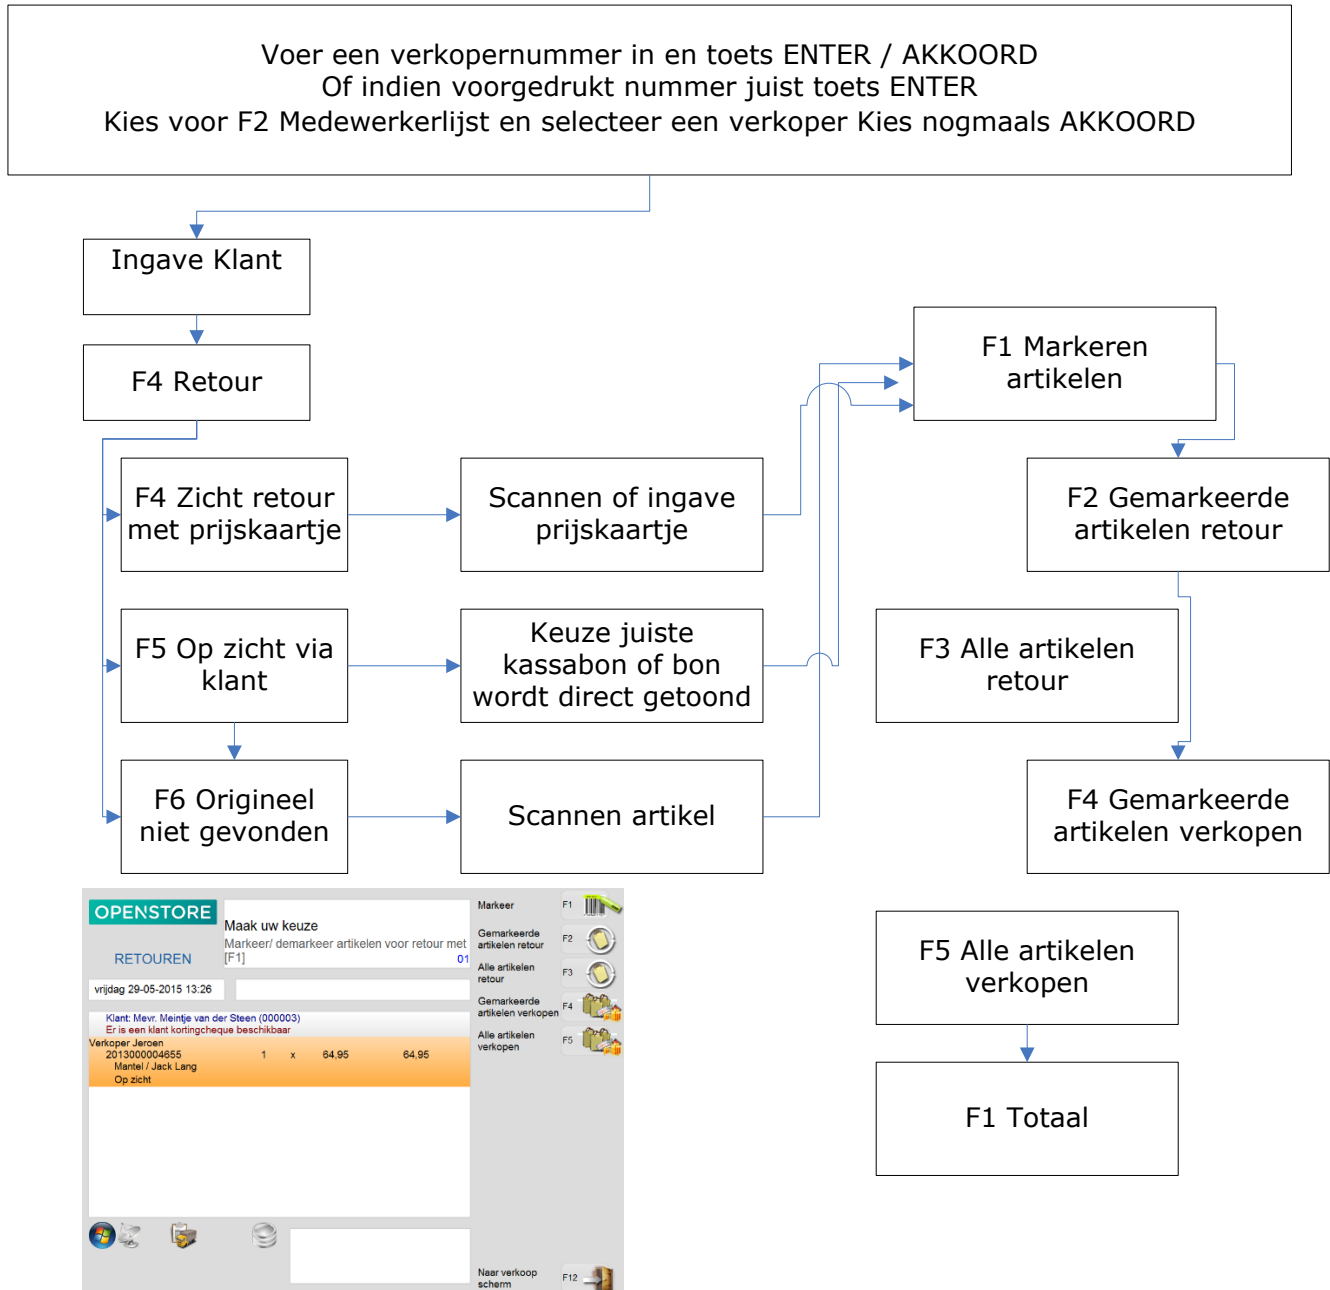 Voer een verkopernummer in en toets ENTER / AKKOORD
Of indien voorgedrukt nummer juist toets ENTER
Kies voor F2 Medewerkerlijst en selecteer een verkoper Kies nogmaals AKKOORD
Ingave Klant
F4 Retour
F4 Zicht retour
met prijskaartje
Scannen of ingave
prijskaartje
F5 Op zicht via
klant
Keuze juiste
kassabon of bon
wordt direct getoond
F6 Origineel
niet gevonden
Scannen artikel
F1 Markeren
artikelen
F2 Gemarkeerde
artikelen retour
F3 Alle artikelen
retour
F4 Gemarkeerde
artikelen verkopen
F5 Alle artikelen
verkopen
F1 Totaal
OPENSTORE
RETOUREN
Maak uw keuze
Markeer/ demarkeer artikelen voor retour met
[F1]
01
vrijdag 29-05-2015 13:26
Klant: Mevr. Meintje van der Steen (000003)
Er is een klant kortingcheque beschikbaar
Verkoper Jeroen
2013000004655 1 x 64,95 64,95
Mantel / Jack Lang
Op zicht
Markeer F1
Gemarkeerde
artikelen retour F2
Alle artikelen
retour F3
Gemarkeerde
artikelen verkopen F4
Alle artikelen
verkopen F5
Naar verkoop
scherm F12